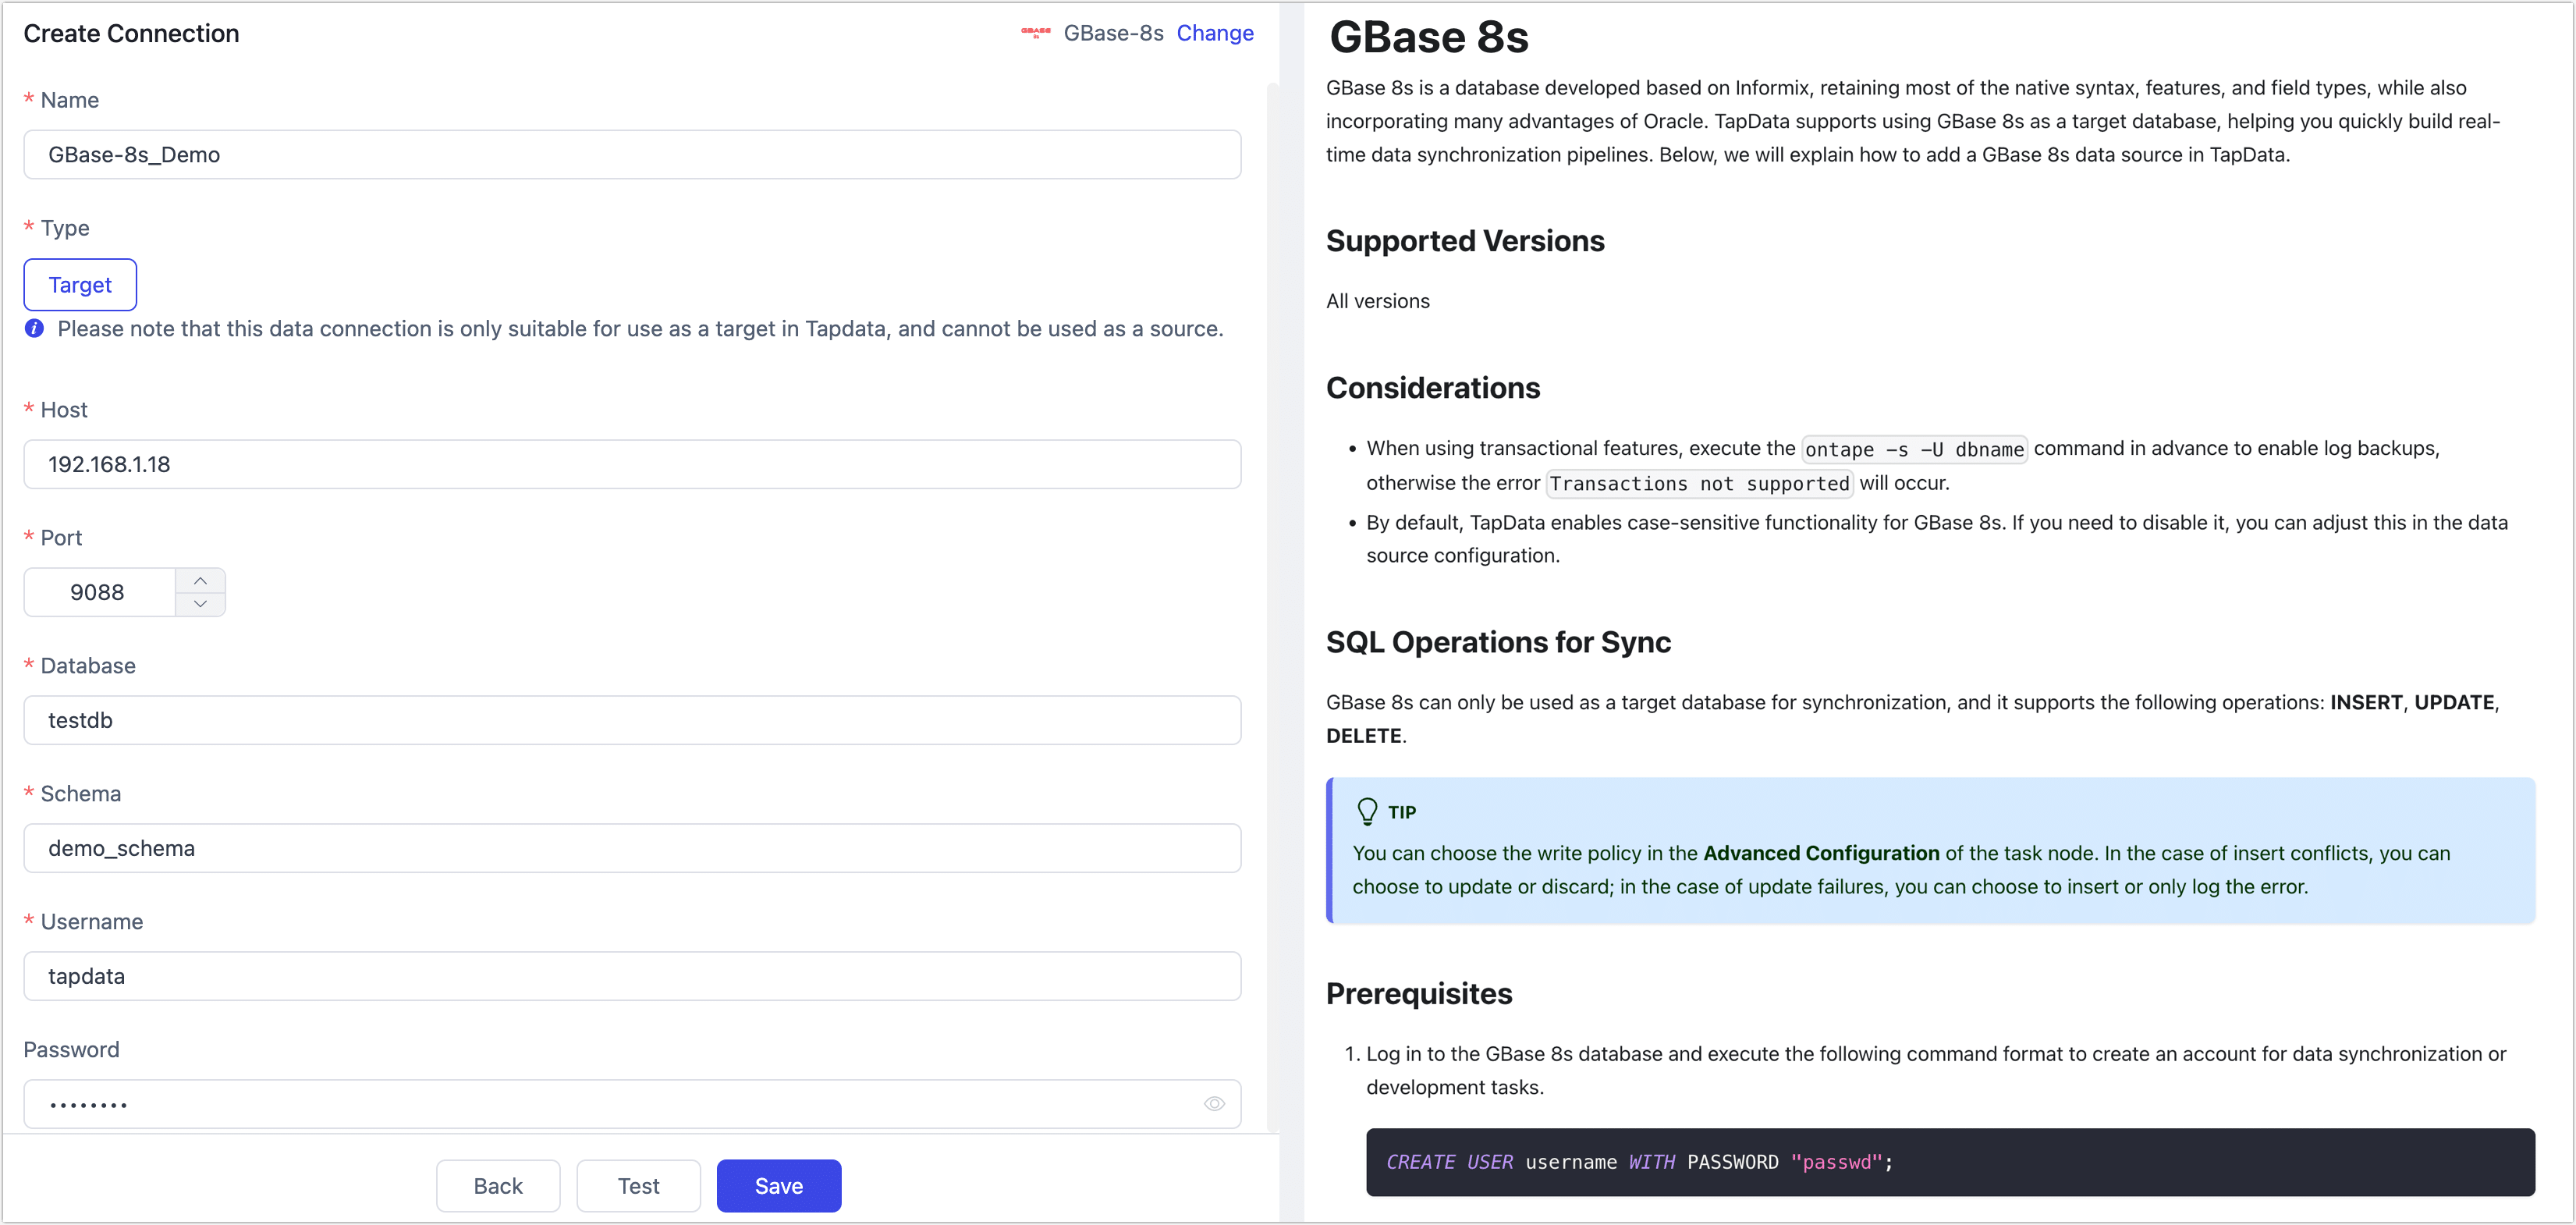 Create Connection
GBASE 8s GBase-8s Change
* Name
GBase-8s_Demo
* Type
Target
Please note that this data connection is only suitable for use as a target in Tapdata, and cannot be used as a source.
* Host
192.168.1.18
* Port
9088
* Database
testdb
* Schema
demo_schema
* Username
tapdata
Password
••••••••
Back Test Save
GBase 8s
GBase 8s is a database developed based on Informix, retaining most of the native syntax, features, and field types, while also
incorporating many advantages of Oracle. TapData supports using GBase 8s as a target database, helping you quickly build real-
time data synchronization pipelines. Below, we will explain how to add a GBase 8s data source in TapData.
Supported Versions
All versions
Considerations
• When using transactional features, execute the ontape -s -U dbname command in advance to enable log backups,
otherwise the error Transactions not supported will occur.
• By default, TapData enables case-sensitive functionality for GBase 8s. If you need to disable it, you can adjust this in the data
source configuration.
SQL Operations for Sync
GBase 8s can only be used as a target database for synchronization, and it supports the following operations: INSERT, UPDATE,
DELETE.
TIP
You can choose the write policy in the Advanced Configuration of the task node. In the case of insert conflicts, you can
choose to update or discard; in the case of update failures, you can choose to insert or only log the error.
Prerequisites
1. Log in to the GBase 8s database and execute the following command format to create an account for data synchronization or
development tasks.
CREATE USER username WITH PASSWORD "passwd";